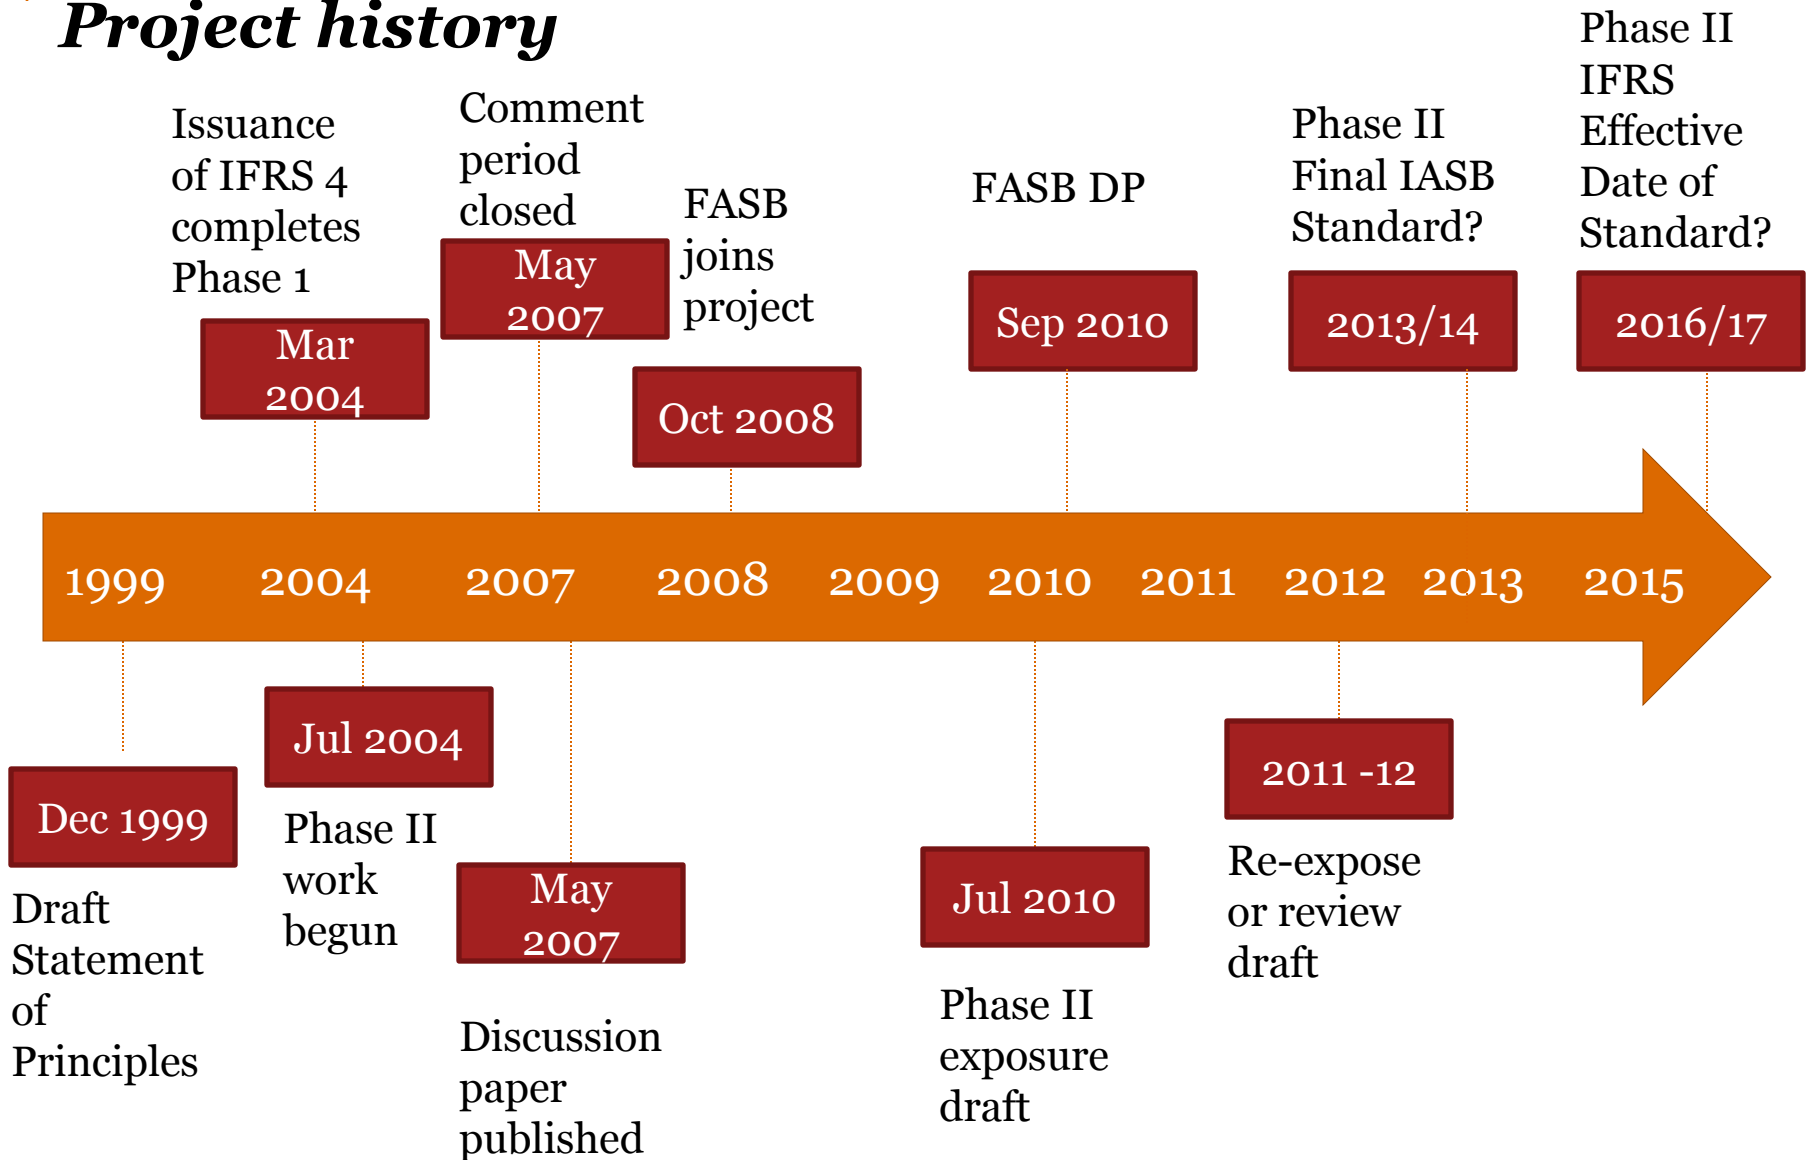 Project history
Issuance
of IFRS 4
completes
Phase 1
Mar
2004
Comment
period
closed
May
2007
FASB
joins
project
Oct 2008
FASB DP
Sep 2010
Phase II
Final IASB
Standard?
2013/14
Phase II
IFRS
Effective
Date of
Standard?
2016/17
1999 2004 2007 2008 2009 2010 2011 2012 2013 2015
Dec 1999
Draft
Statement
of
Principles
Jul 2004
Phase II
work
begun
May
2007
Discussion
paper
published
Jul 2010
Phase II
exposure
draft
2011 -12
Re-expose
or review
draft